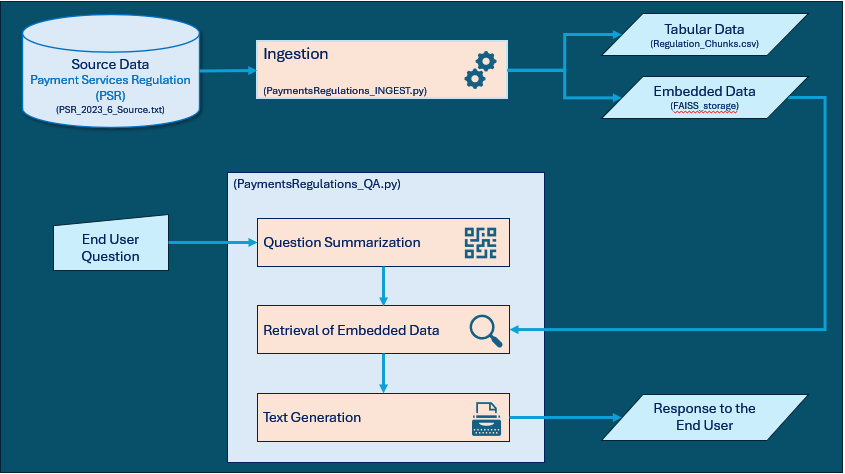 Source Data
Payment Services Regulation
(PSR)
(PSR_2023_6_Source.txt)
Ingestion
(PaymentsRegulations_INGEST.py)
Tabular Data
(Regulation_Chunks.csv)
Embedded Data
(FAISS_storage)
(PaymentsRegulations_QA.py)
End User
Question
Question Summarization
Retrieval of Embedded Data
Text Generation
Response to the
End User